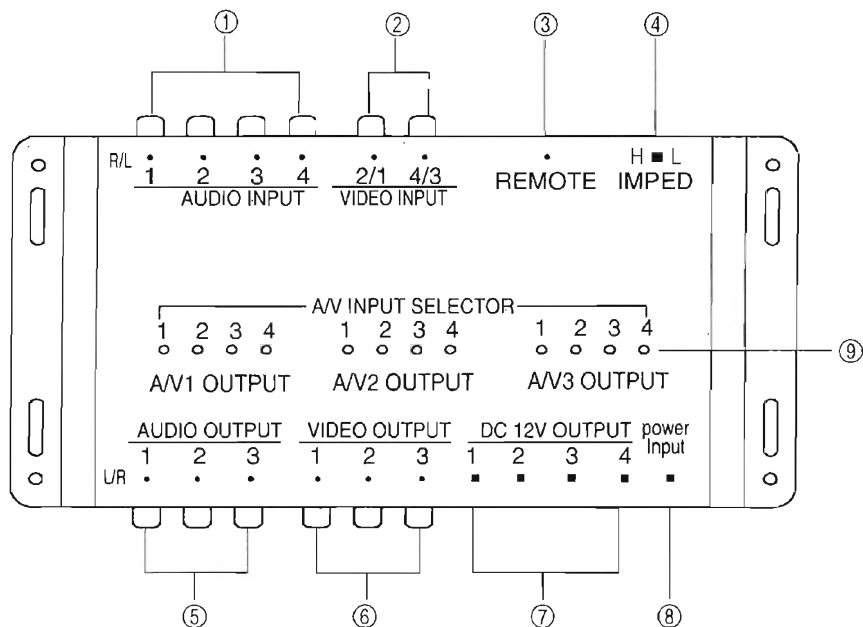 ① ② ③ ④
R/L
1 2 3 4 2/1 4/3 REMOTE H L IMPED
AUDIO INPUT VIDEO INPUT
A/V INPUT SELECTOR
1 2 3 4 1 2 3 4 1 2 3 4
⑨
A/V1 OUTPUT A/V2 OUTPUT A/V3 OUTPUT
AUDIO OUTPUT VIDEO OUTPUT DC 12V OUTPUT power Input
1 2 3 1 2 3 1 2 3 4
L/R
⑤ ⑥ ⑦ ⑧